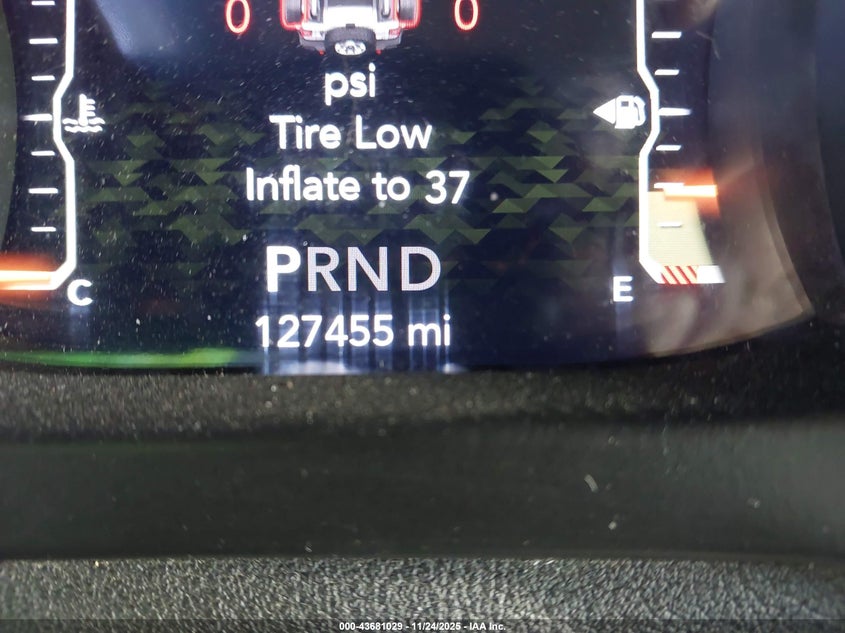 0 0
psi
Tire Low
Inflate to 37
PRND
C E
127455 mi
000-43681029 - 11/24/2025 - IAA Inc.